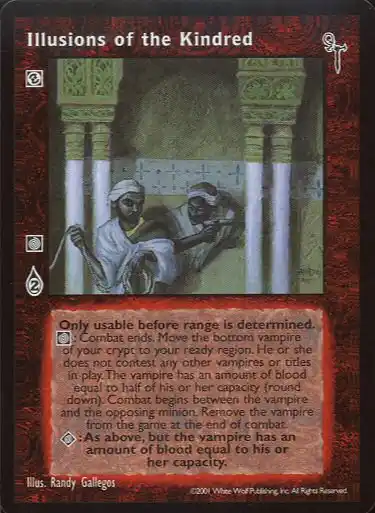 Illusions of the Kindred
2
Only usable before range is determined.
: Combat ends. Move the bottom vampire
of your crypt to your ready region. He or she
does not contest any other vampires or titles
in play. The vampire has an amount of blood
equal to half of his or her capacity (round
down). Combat begins between the vampire
and the opposing minion. Remove the vampire
from the game at the end of combat.
:As above, but the vampire has an
amount of blood equal to his or
her capacity.
Illus. Randy Gallegos
©2001 White Wolf Publishing, Inc. All Rights Reserved.